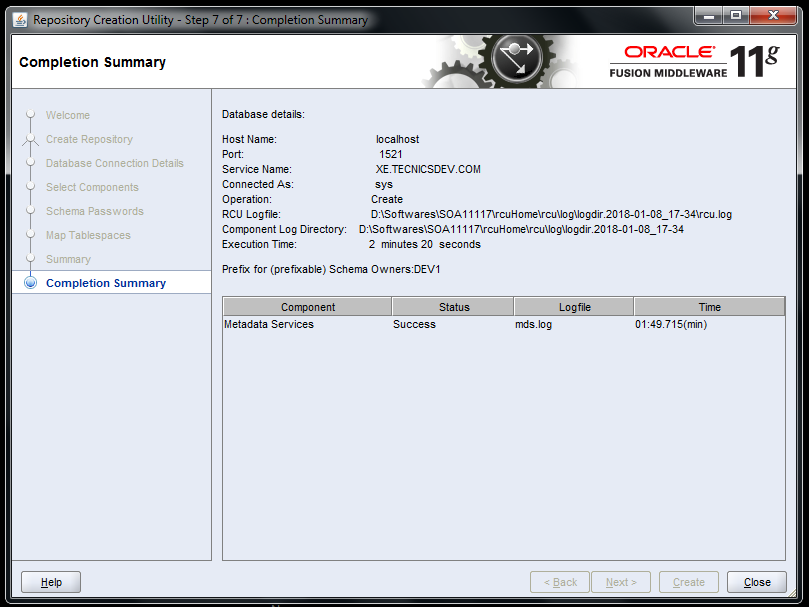 Repository Creation Utility - Step 7 of 7 : Completion Summary
Completion Summary
ORACLE
FUSION MIDDLEWARE 11g
Welcome
Create Repository
Database Connection Details
Select Components
Schema Passwords
Map Tablespaces
Summary
Completion Summary
Database details:
Host Name: localhost
Port: 1521
Service Name: XE.TECNICSDEV.COM
Connected As: sys
Operation: Create
RCU Logfile: D:\Softwares\SOA11117\rcuHome\rcu\log\logdir.2018-01-08_17-34\rcu.log
Component Log Directory: D:\Softwares\SOA11117\rcuHome\rcu\log\logdir.2018-01-08_17-34
Execution Time: 2 minutes 20 seconds
Prefix for (prefixable) Schema Owners:DEV1
Component Status Logfile Time
Metadata Services Success mds.log 01:49.715(min)
Help < Back Next > Create Close